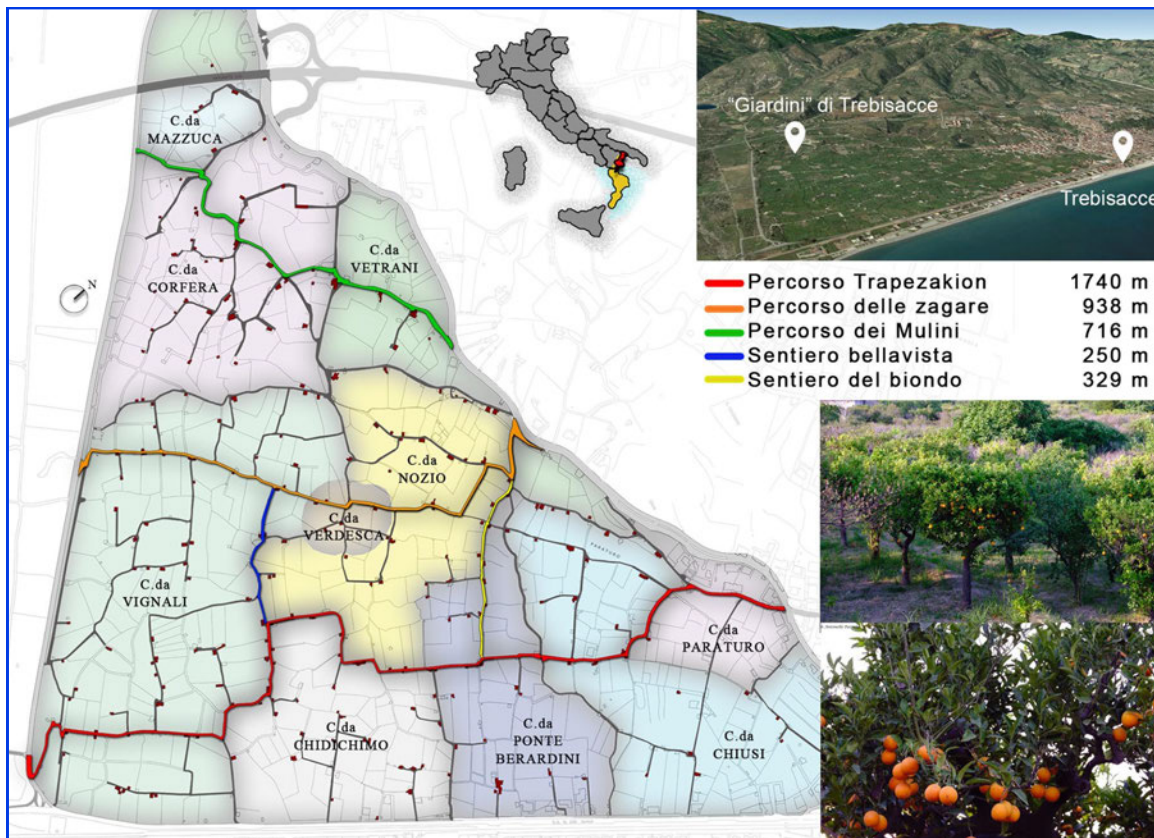 C.da
MAZZUCA
C.da
CORFERA
C.da
VETRANI
N
C.da
NOZIO
C.da
VERDESCA
C.da
VIGNALI
PARATURO
C.da
PARATURO
C.da
CHIDICHIMO
C.da
PONTE
BERARDINI
C.da
CHIUSI
"Giardini" di Trebisacce
Trebisacce
Percorso Trapezakion 1740 m
Percorso delle zagare 938 m
Percorso dei Mulini 716 m
Sentiero bellavista 250 m
Sentiero del biondo 329 m